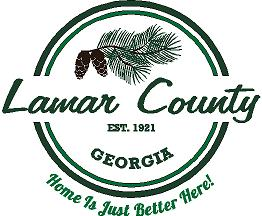 Lamar County
EST. 1921
GEORGIA
Home Is Just Better Here!